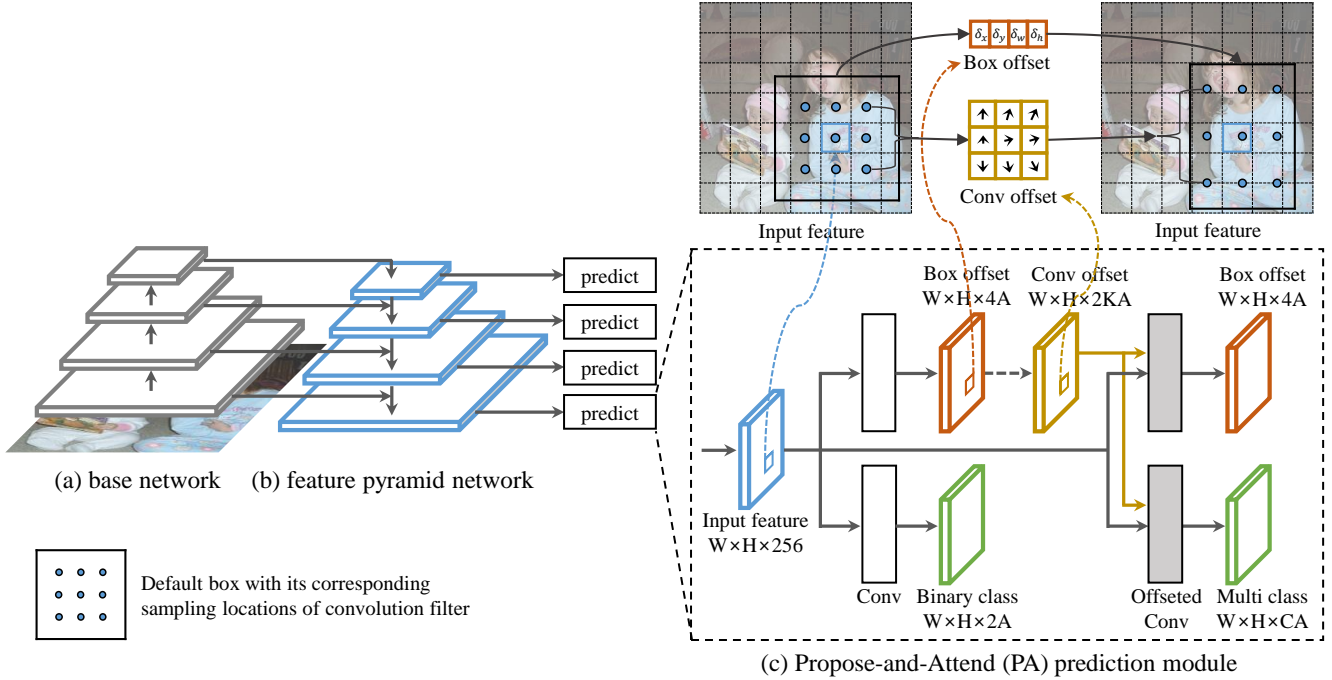 δx δy δw δh
Box offset
Conv offset
Input feature
Input feature
predict
predict
predict
predict
(a) base network
(b) feature pyramid network
Box offset
W×H×4A
Conv offset
W×H×2KA
Box offset
W×H×4A
Input feature
W×H×256
Conv
Binary class
W×H×2A
Offseted
Conv
Multi class
W×H×CA
Default box with its corresponding
sampling locations of convolution filter
(c) Propose-and-Attend (PA) prediction module